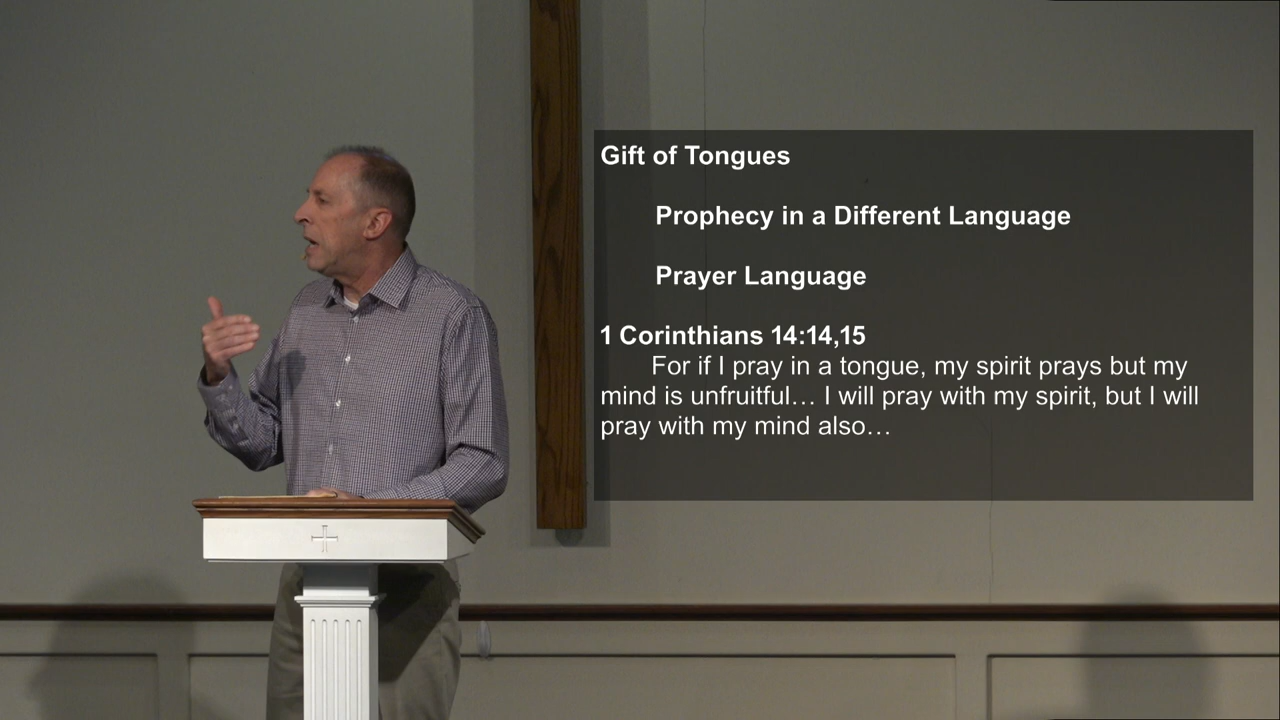 Gift of Tongues
Prophecy in a Different Language
Prayer Language
1 Corinthians 14:14,15
For if I pray in a tongue, my spirit prays but my
mind is unfruitful… I will pray with my spirit, but I will
pray with my mind also…